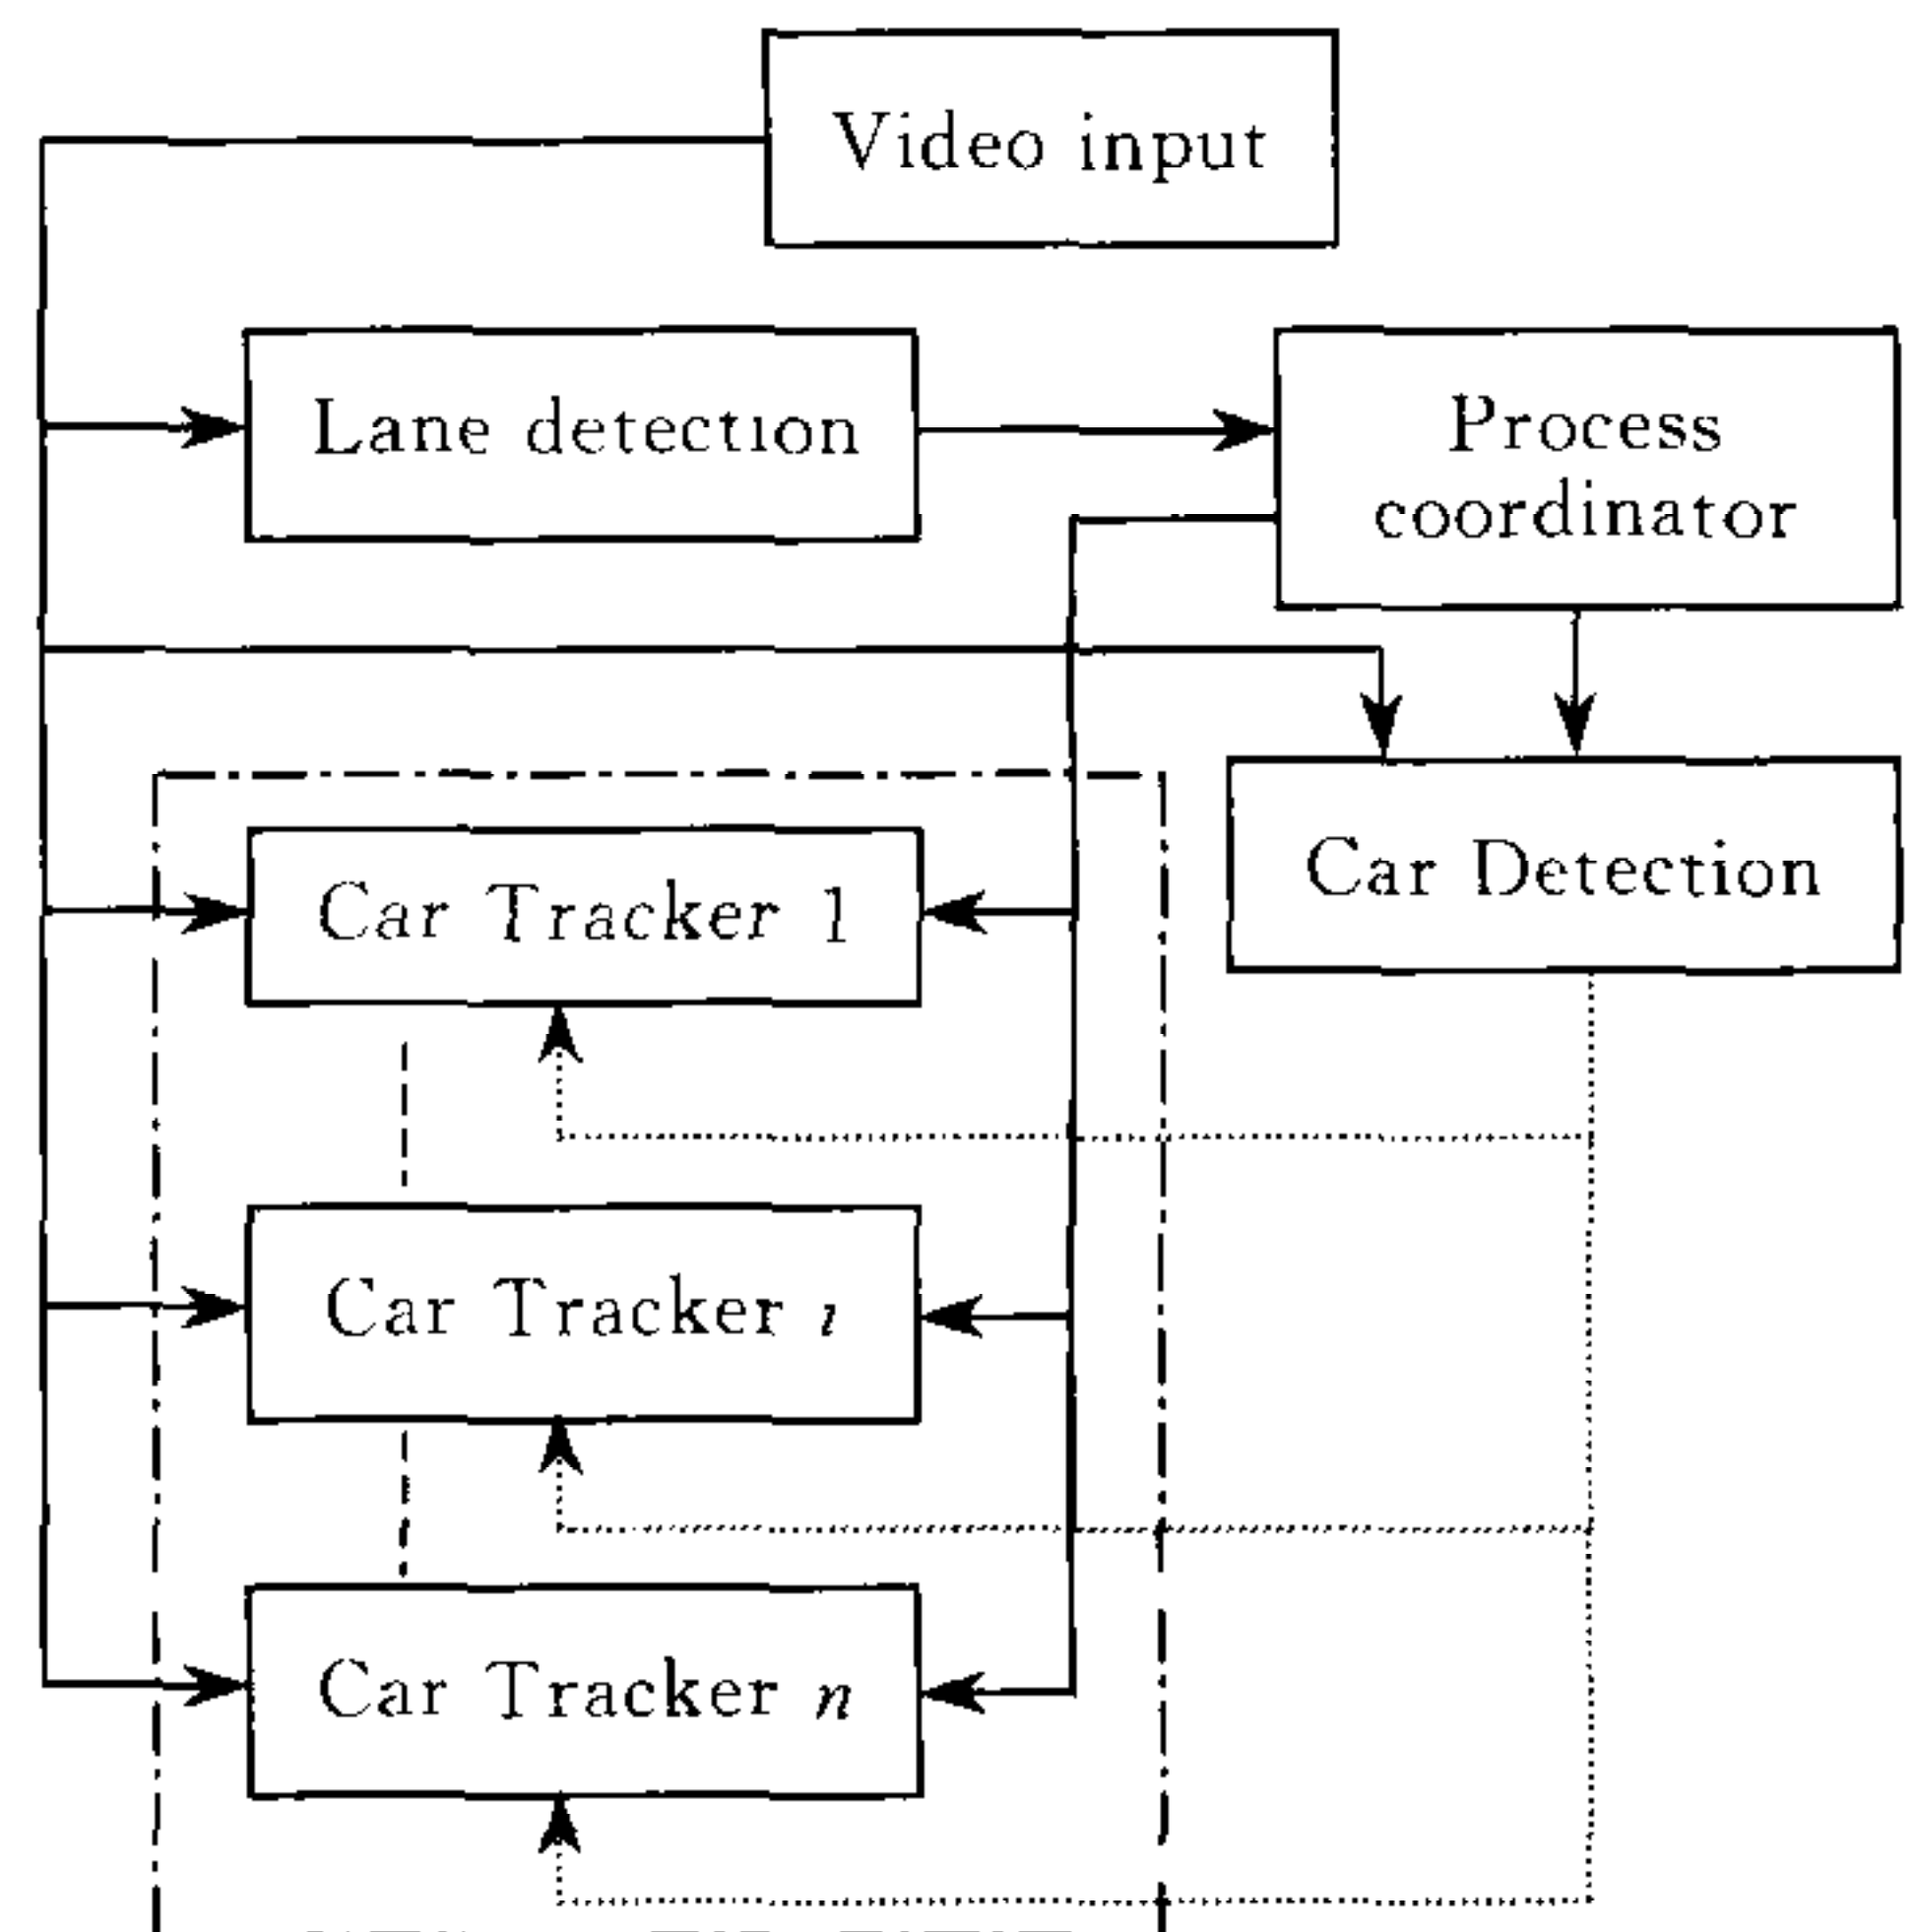 Video input
Lane detection
Process
coordinator
Car Detection
Car Tracker 1
Car Tracker i
Car Tracker n